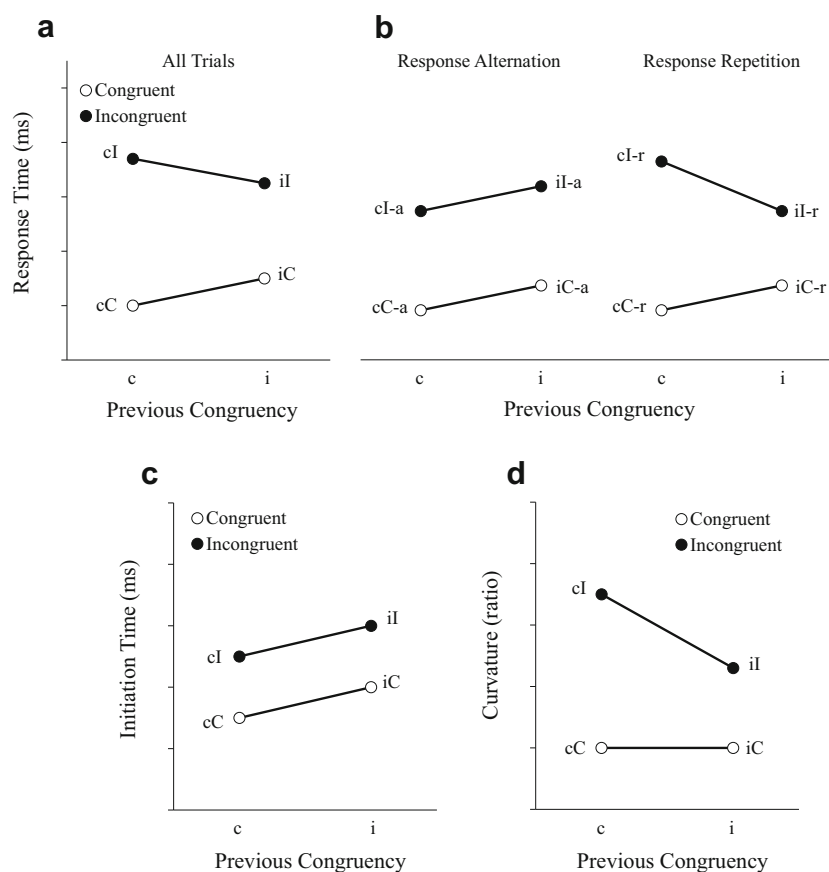 a
All Trials
Congruent
Incongruent
cI
iI
iC
cC
Response Time (ms)
c i
Previous Congruency
b
Response Alternation Response Repetition
cI-a
iI-a
cC-a
iC-a
cI-r
iI-r
cC-r
iC-r
c i c i
Previous Congruency
c
Congruent
Incongruent
cI
iI
cC
iC
Initiation Time (ms)
c i
Previous Congruency
d
Congruent
Incongruent
cI
iI
cC
iC
Curvature (ratio)
c i
Previous Congruency